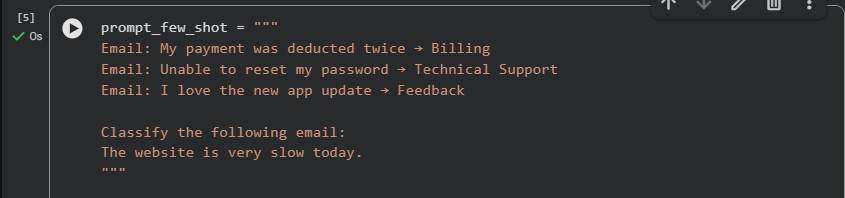 [5]
0s
prompt_few_shot = """
Email: My payment was deducted twice → Billing
Email: Unable to reset my password → Technical Support
Email: I love the new app update → Feedback

Classify the following email:
The website is very slow today.
"""